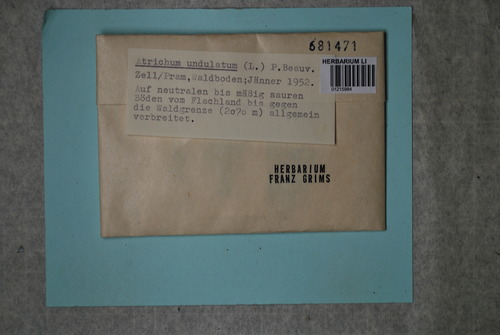 681471
Atrichum undulatum (L.) P.Beauv.
Zell/Pram,Waldboden;Jänner 1952.
Auf neutralen bis mäßig sauren
Böden vom Flachland bis gegen
die Waldgrenze (2070 m) allgemein
verbreitet.
HERBARIUM LI
01215984
HERBARIUM
FRANZ GRIMS